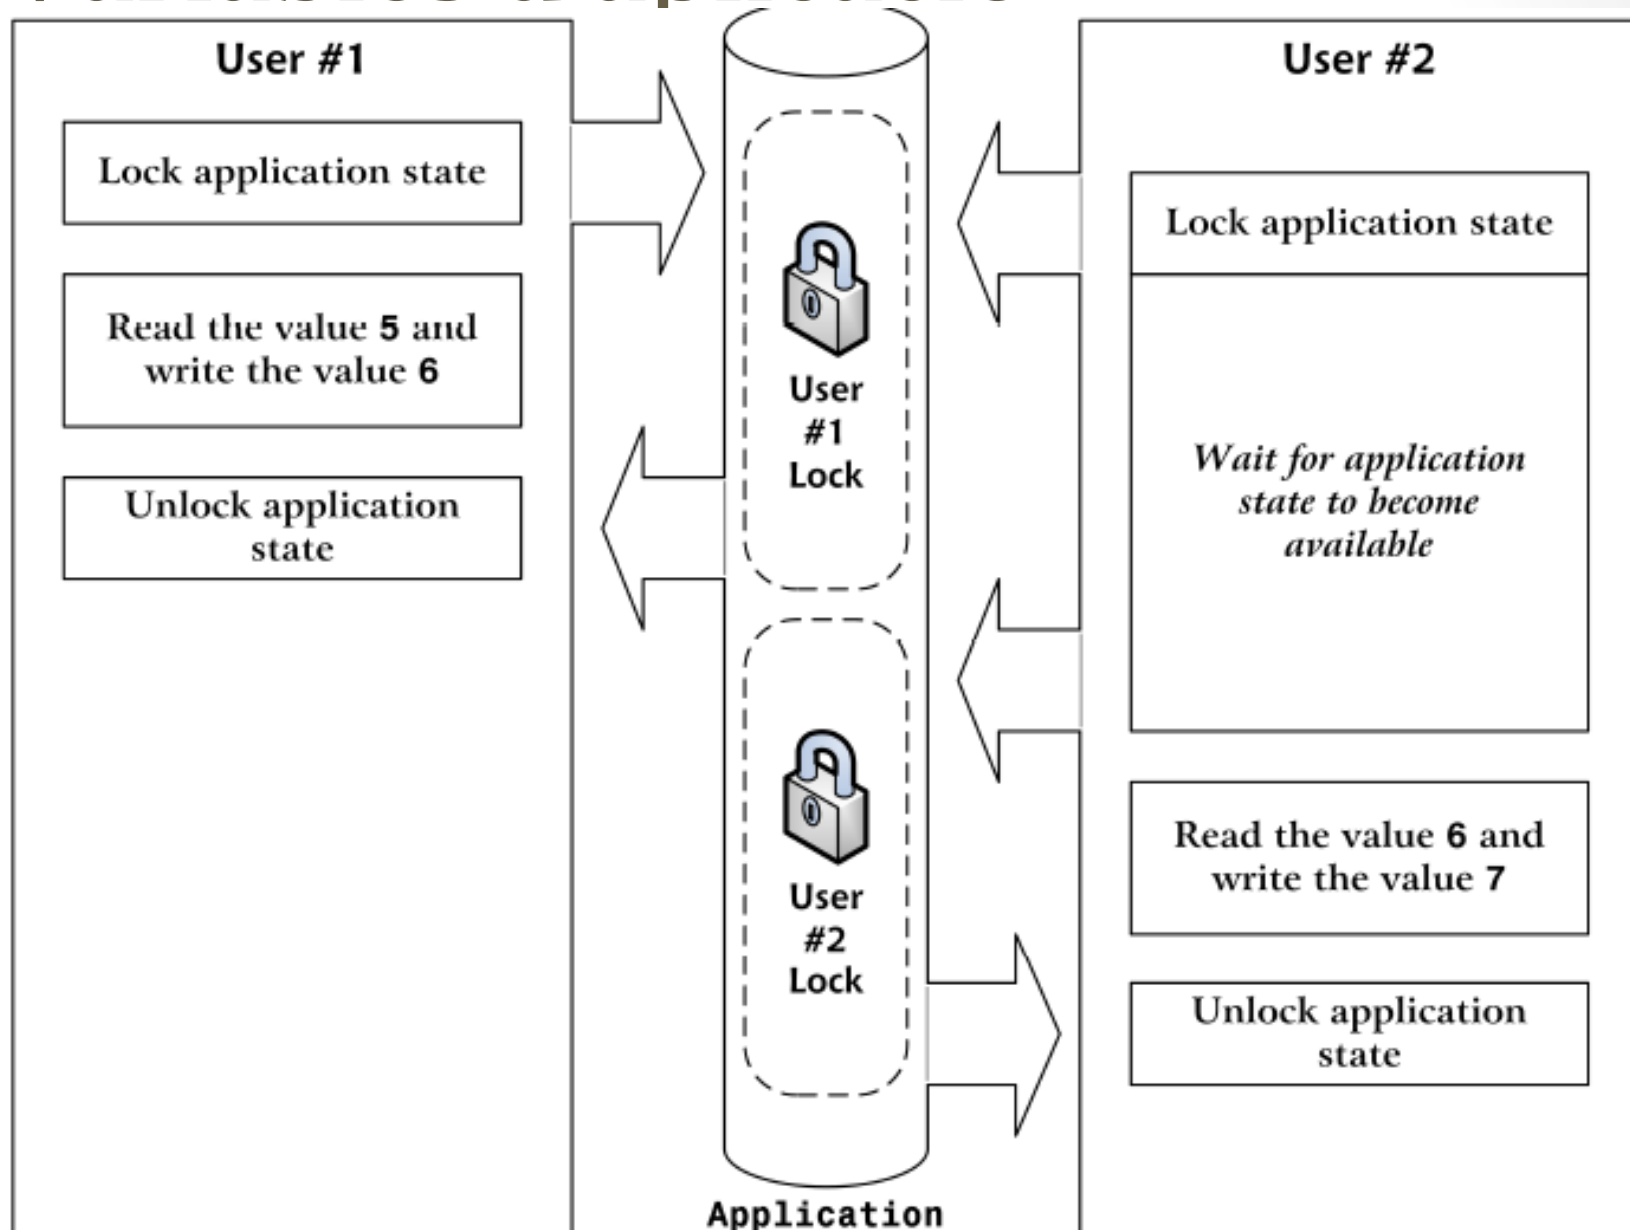 User #1
Lock application state
Read the value 5 and
write the value 6
Unlock application
state
User
#1
Lock
User
#2
Lock
Application
User #2
Lock application state
Wait for application
state to become
available
Read the value 6 and
write the value 7
Unlock application
state